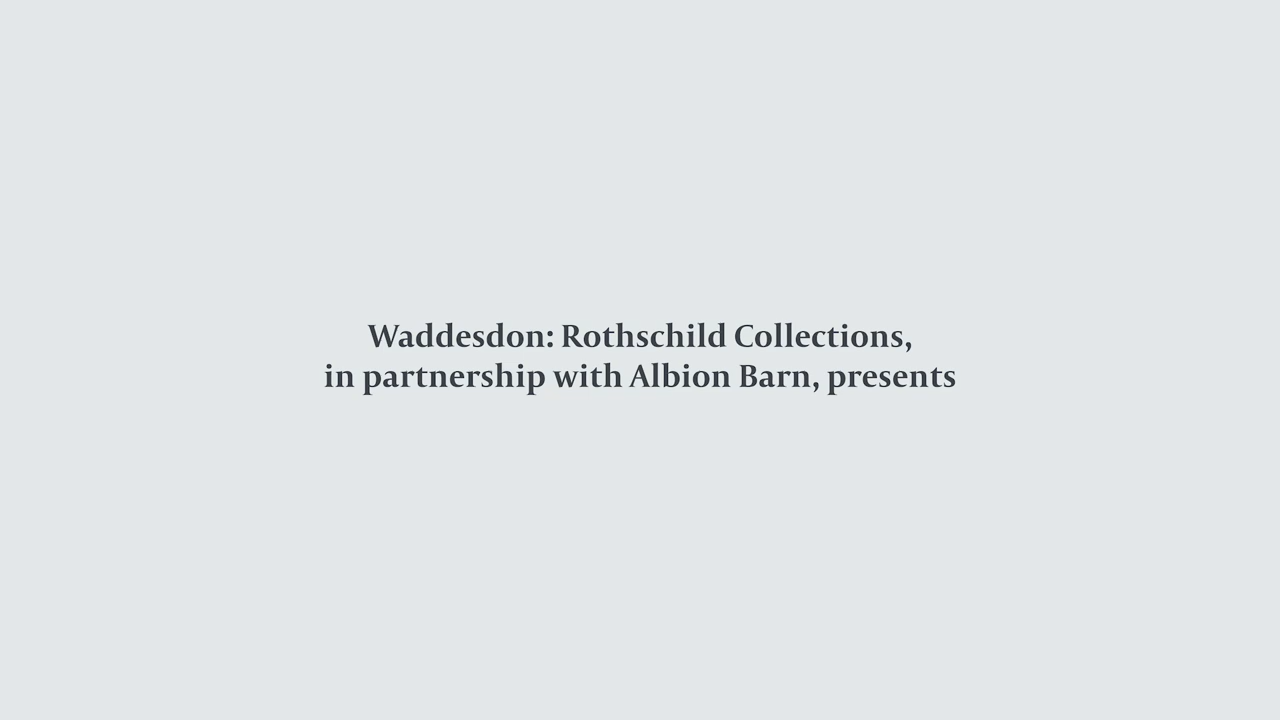 Waddesdon: Rothschild Collections,
in partnership with Albion Barn, presents